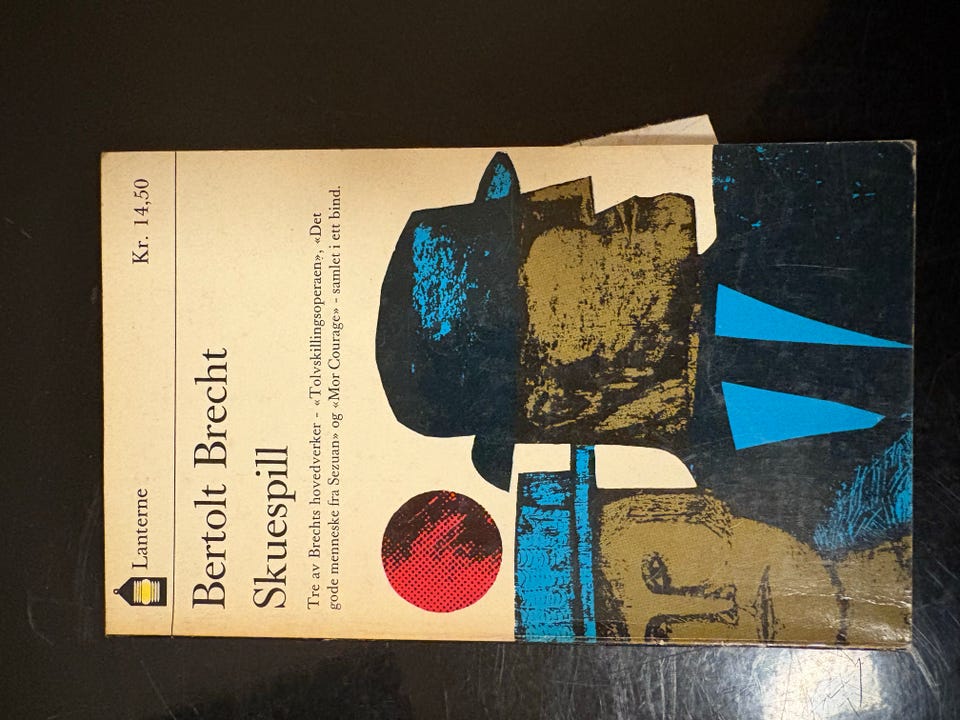 Lanterne Kr. 14,50
Bertolt Brecht
Skuespill
Tre av Brechts hovedverker – «Tolvskillingsoperaen», «Det
gode menneske fra Sezuan» og «Mor Courage» – samlet i ett bind.